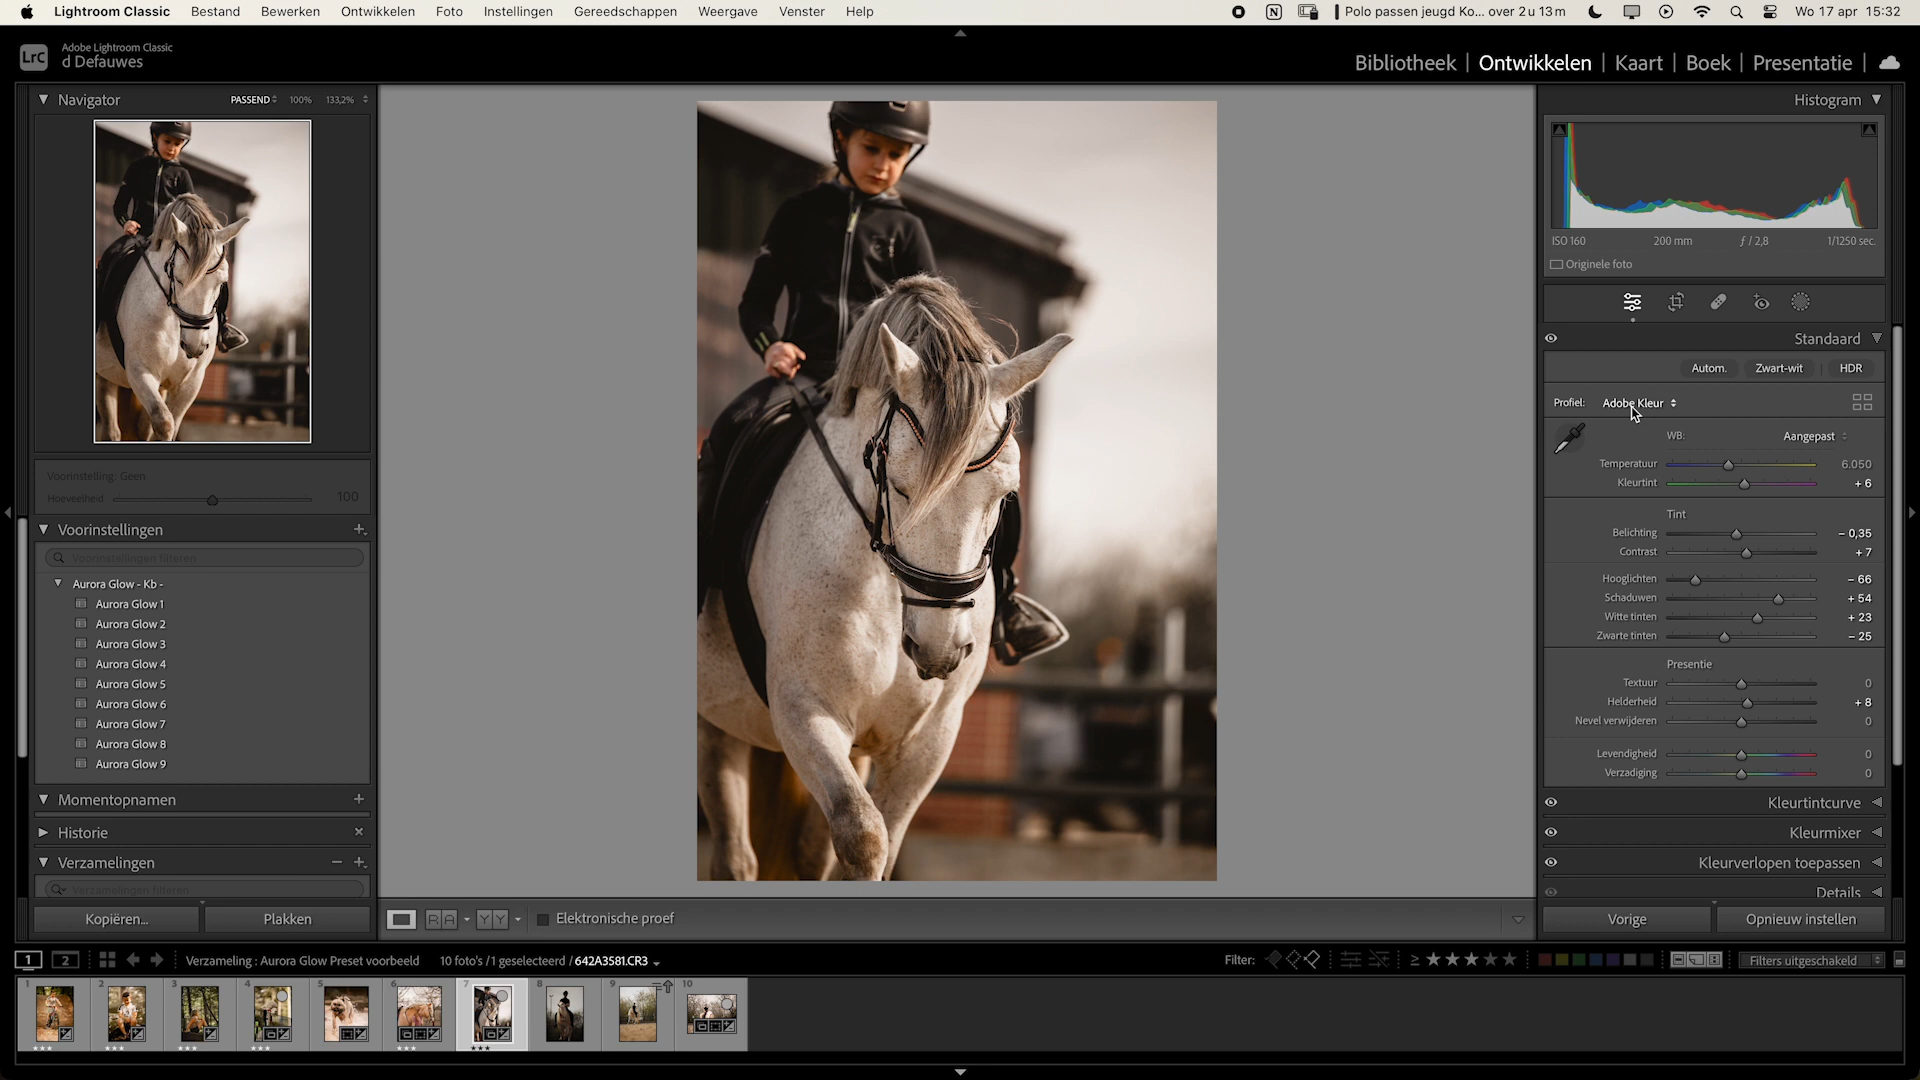 Lightroom Classic Bestand Bewerken Ontwikkelen Foto Instellingen Gereedschappen Weergave Venster Help N Polo passen jeugd Ko... over 2 u 13 m Wo 17 apr 15:32
LrC Adobe Lightroom Classic
d Defauwes
Bibliotheek | Ontwikkelen | Kaart | Boek | Presentatie |
Navigator PASSEND 100% 133,2%
Histogram
ISO 160 200 mm ƒ / 2,8 1/1250 sec.
Originele foto
Standaard
Autom. Zwart-wit | HDR
Profiel: Adobe Kleur
WB: Aangepast
Temperatuur 6.050
Kleurtint + 6
Tint
Belichting – 0,35
Contrast + 7
Hooglichten – 66
Schaduwen + 54
Witte tinten + 23
Zwarte tinten – 25
Presentie
Textuur 0
Helderheid + 8
Nevel verwijderen 0
Levendigheid 0
Verzadiging 0
Kleurtintcurve
Kleurmixer
Kleurverlopen toepassen
Details
Vorige Opnieuw instellen
Voorinstelling: Geen
Hoeveelheid 100
Voorinstellingen +
Voorinstellingen filteren
Aurora Glow - Kb -
Aurora Glow 1
Aurora Glow 2
Aurora Glow 3
Aurora Glow 4
Aurora Glow 5
Aurora Glow 6
Aurora Glow 7
Aurora Glow 8
Aurora Glow 9
Momentopnamen +
Historie ×
Verzamelingen – +
Verzamelingen filteren
Kopiëren... Plakken
R A Y Y Elektronische proef
1 2 Verzameling : Aurora Glow Preset voorbeeld 10 foto's /1 geselecteerd / 642A3581.CR3 Filter: ≥ ★★★★★ Filters uitgeschakeld
1 2 3 4 5 6 7 8 9 10